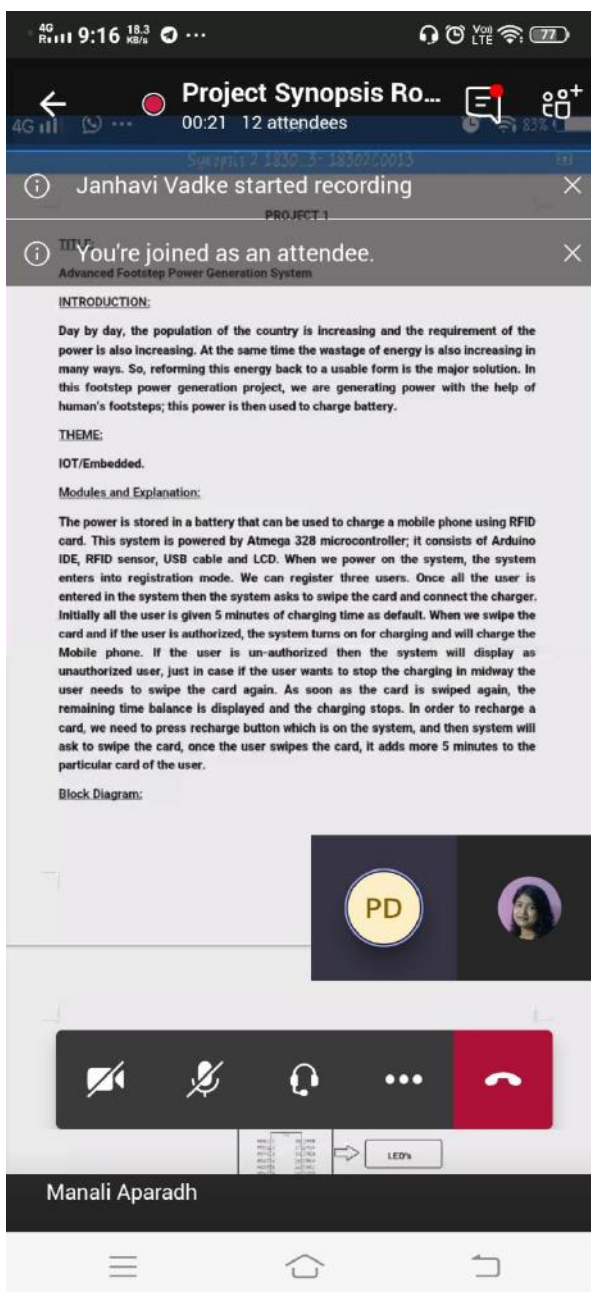 4G R 9:16 18.3 KB/s ... Voo) LTE 77
Project Synopsis Ro...
00:21 12 attendees
4G ... 83%
Synopsis 2 1830...3- 1830260013
Janhavi Vadke started recording
PROJECT 1
TITLE:
You're joined as an attendee.
Advanced Footstep Power Generation System
INTRODUCTION:
Day by day, the population of the country is increasing and the requirement of the
power is also increasing. At the same time the wastage of energy is also increasing in
many ways. So, reforming this energy back to a usable form is the major solution. In
this footstep power generation project, we are generating power with the help of
human's footsteps; this power is then used to charge battery.
THEME:
IOT/Embedded.
Modules and Explanation:
The power is stored in a battery that can be used to charge a mobile phone using RFID
card. This system is powered by Atmega 328 microcontroller; it consists of Arduino
IDE, RFID sensor, USB cable and LCD. When we power on the system, the system
enters into registration mode. We can register three users. Once all the user is
entered in the system then the system asks to swipe the card and connect the charger.
Initially all the user is given 5 minutes of charging time as default. When we swipe the
card and if the user is authorized, the system turns on for charging and will charge the
Mobile phone. If the user is un-authorized then the system will display as
unauthorized user, just in case if the user wants to stop the charging in midway the
user needs to swipe the card again. As soon as the card is swiped again, the
remaining time balance is displayed and the charging stops. In order to recharge a
card, we need to press recharge button which is on the system, and then system will
ask to swipe the card, once the user swipes the card, it adds more 5 minutes to the
particular card of the user.
Block Diagram:
PD
LED's
Manali Aparadh